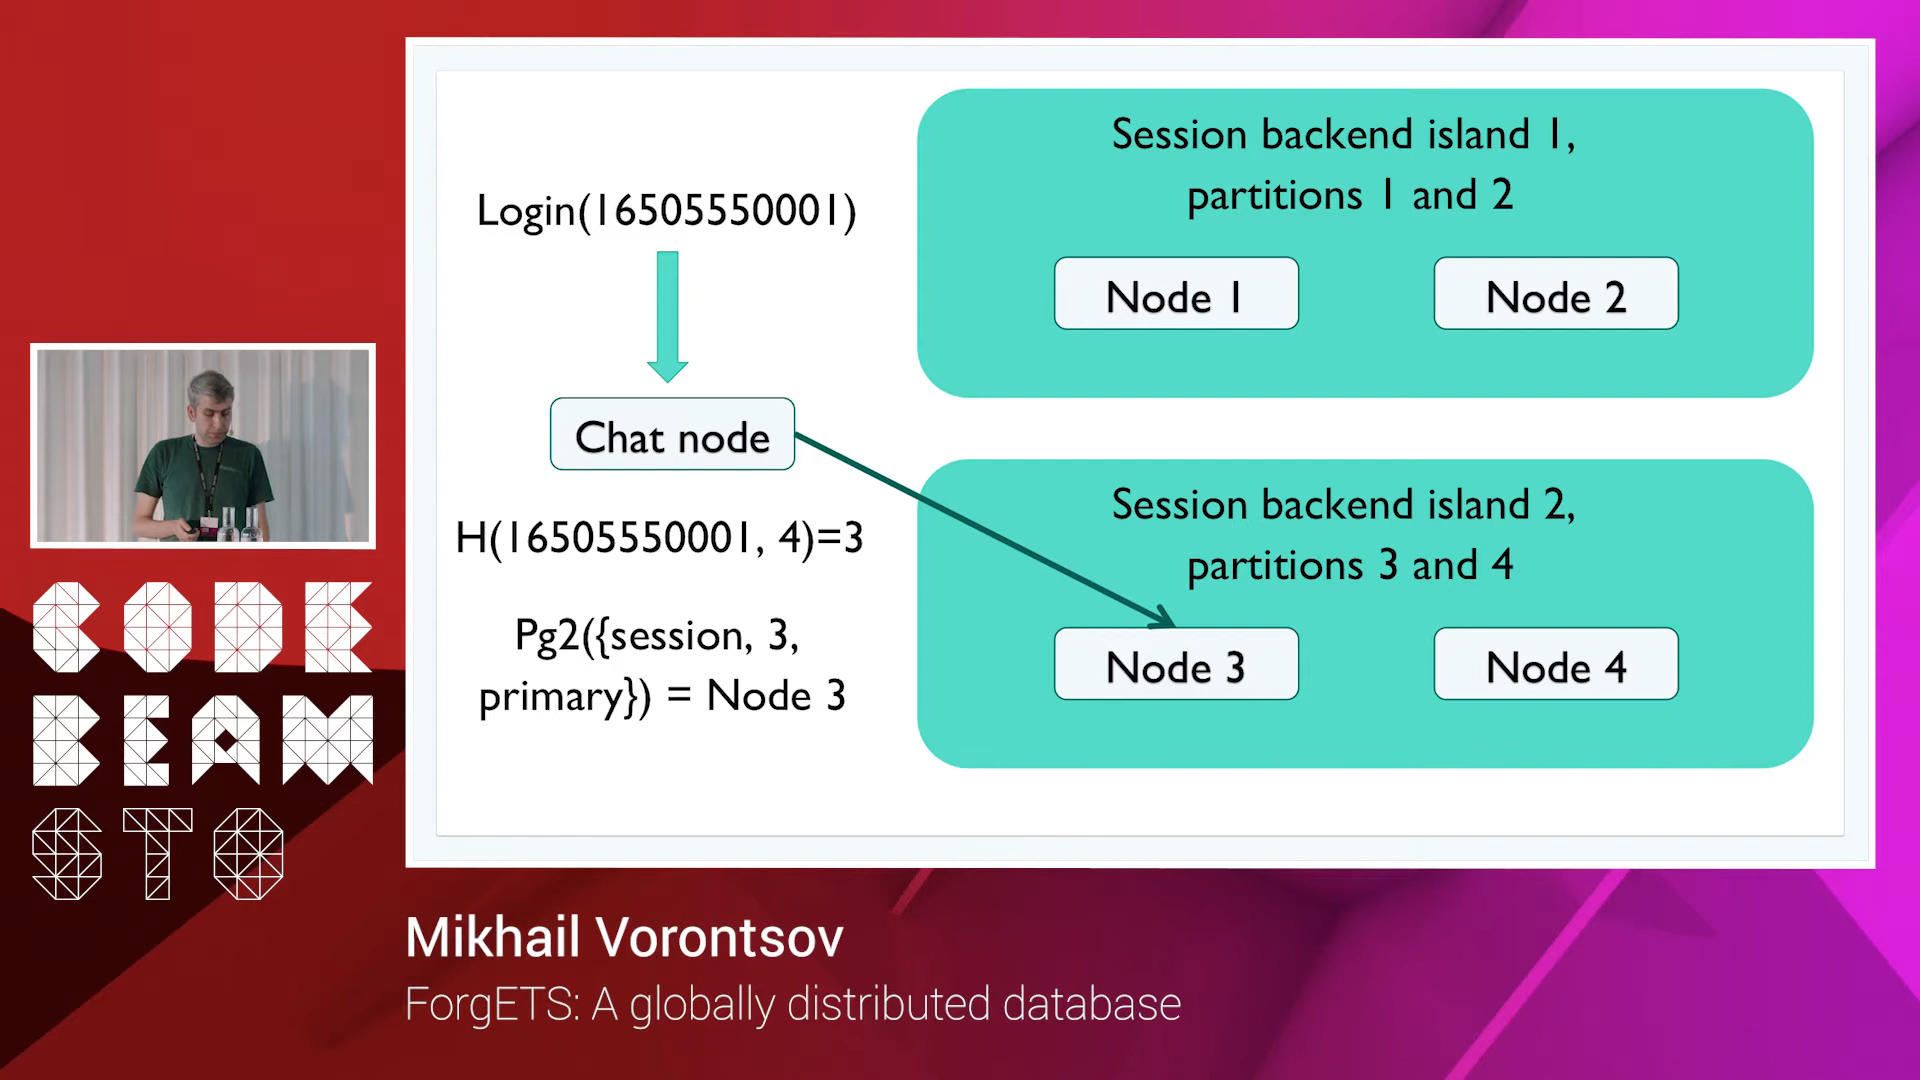 Login(16505550001)
Chat node
H(16505550001, 4)=3
Pg2({session, 3,
primary}) = Node 3
Session backend island 1,
partitions 1 and 2
Node 1
Node 2
Session backend island 2,
partitions 3 and 4
Node 3
Node 4
CODE
BEAM
STO
Mikhail Vorontsov
ForgETS: A globally distributed database